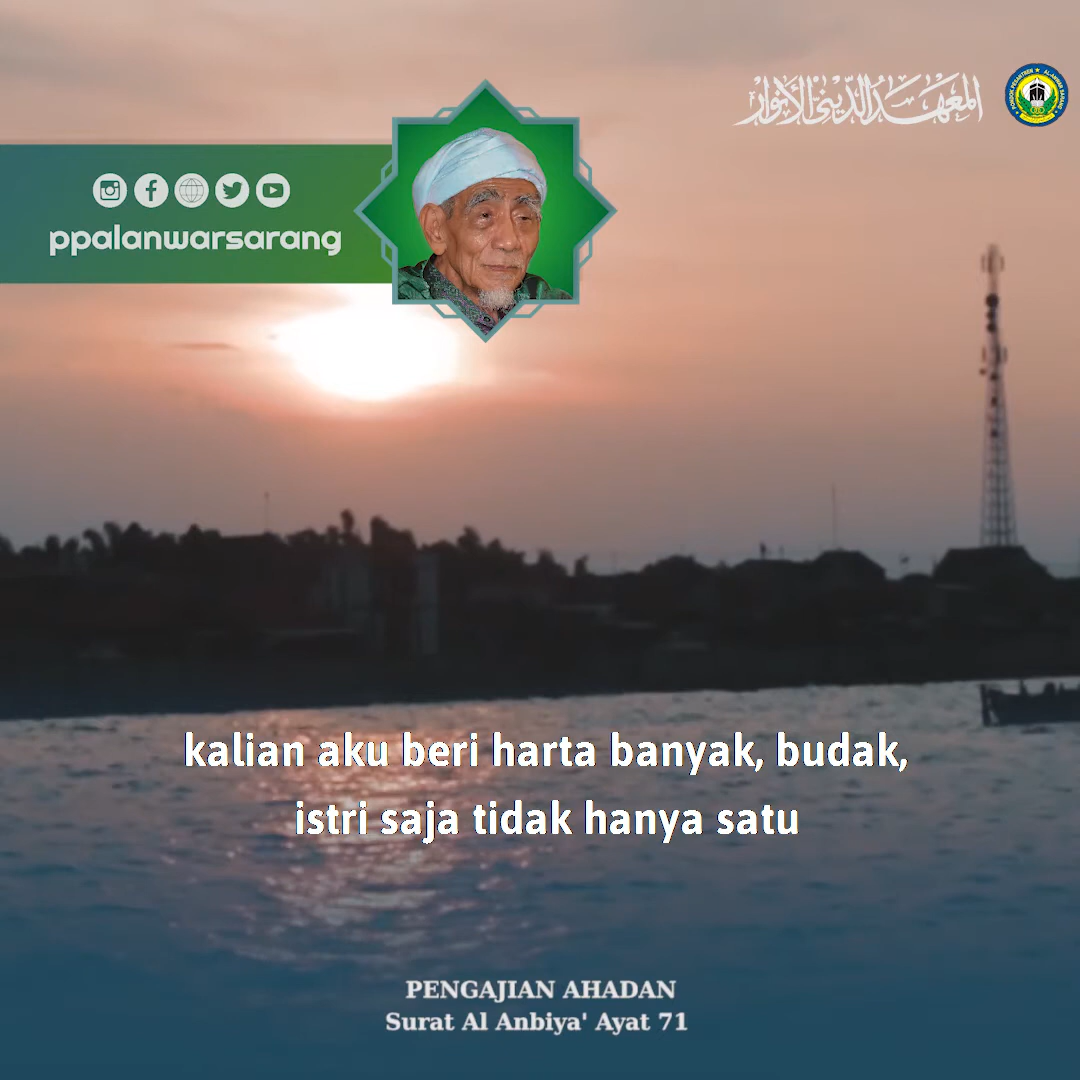 المعهد الديني الأنوار
ppalanwarsarang
kalian aku beri harta banyak, budak,
istri saja tidak hanya satu
PENGAJIAN AHADAN
Surat Al Anbiya' Ayat 71